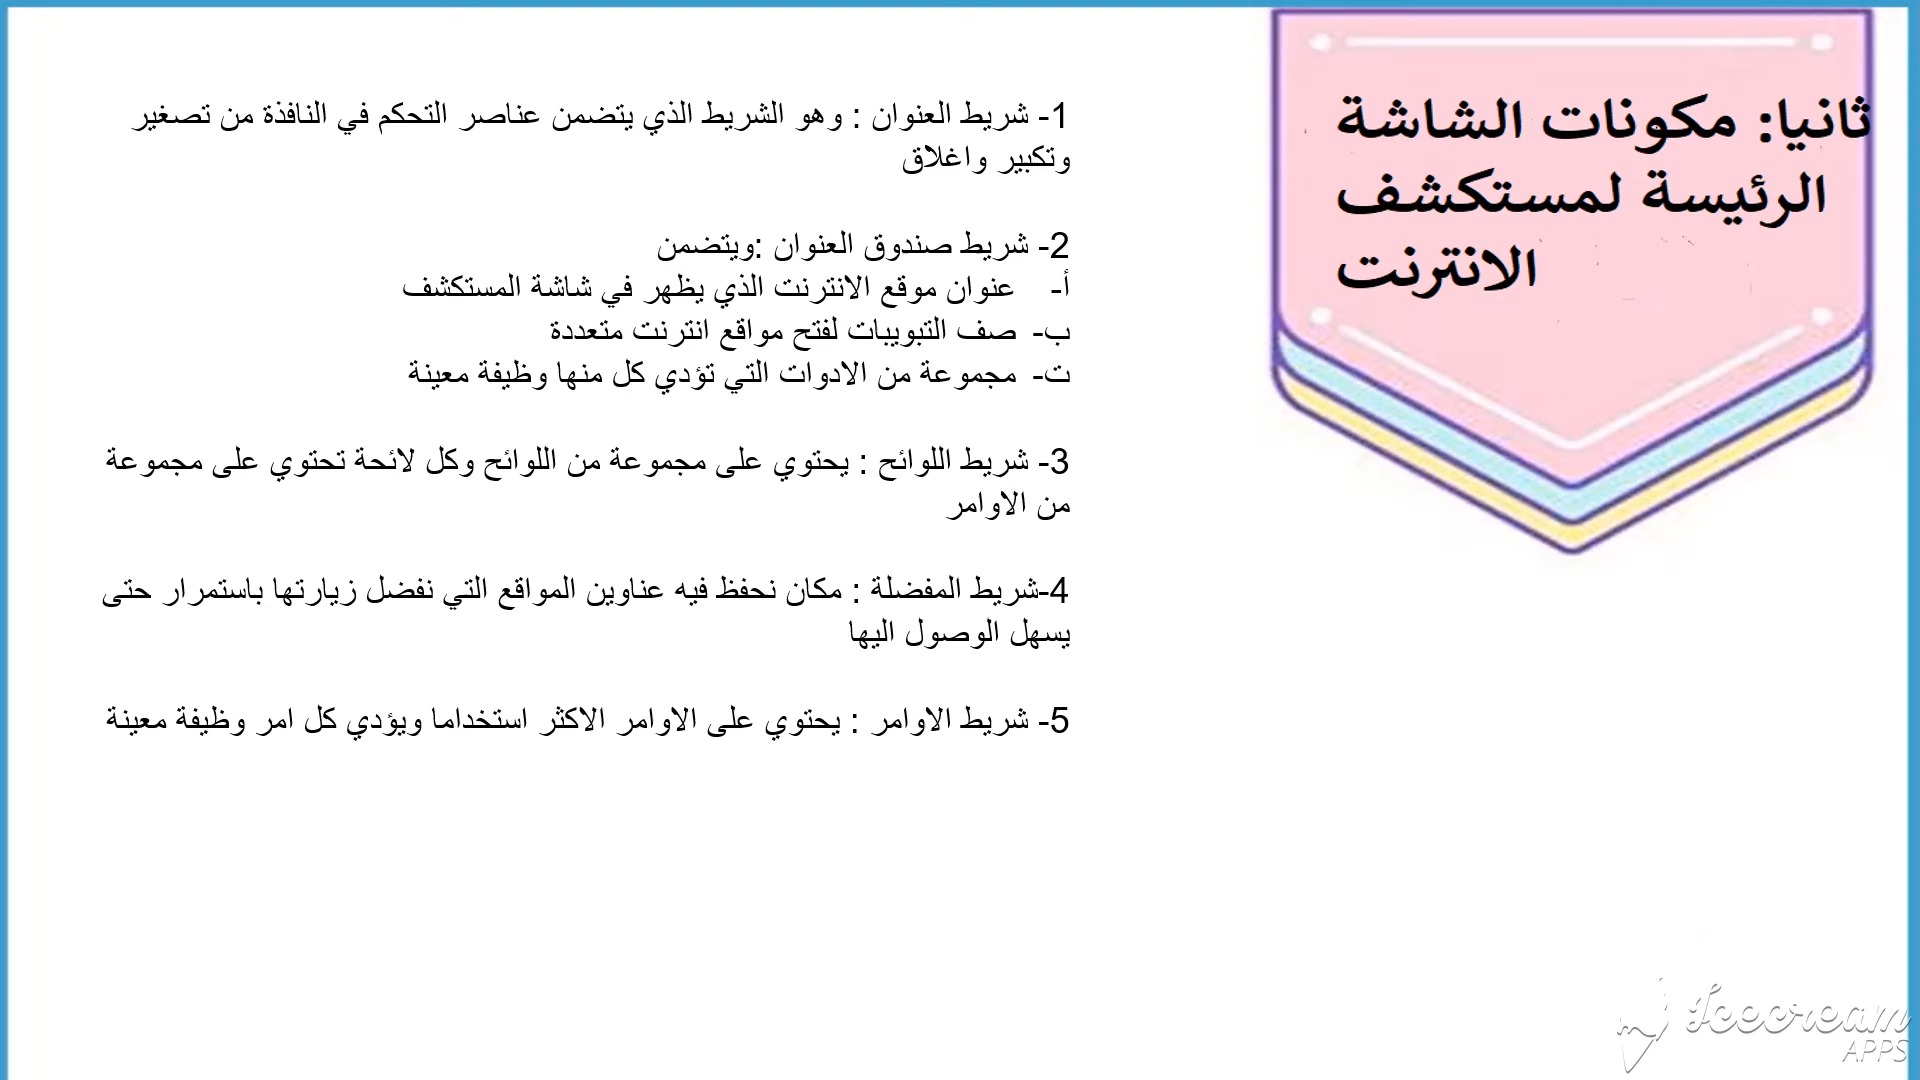 ثانيا: مكونات الشاشة
الرئيسة لمستكشف
الانترنت
1- شريط العنوان : وهو الشريط الذي يتضمن عناصر التحكم في النافذة من تصغير
وتكبير واغلاق
2- شريط صندوق العنوان :ويتضمن
أ- عنوان موقع الانترنت الذي يظهر في شاشة المستكشف
ب- صف التبويبات لفتح مواقع انترنت متعددة
ت- مجموعة من الادوات التي تؤدي كل منها وظيفة معينة
3- شريط اللوائح : يحتوي على مجموعة من اللوائح وكل لائحة تحتوي على مجموعة
من الاوامر
4-شريط المفضلة : مكان نحفظ فيه عناوين المواقع التي نفضل زيارتها باستمرار حتى
يسهل الوصول اليها
5- شريط الاوامر : يحتوي على الاوامر الاكثر استخداما ويؤدي كل امر وظيفة معينة
Icecream
APPS